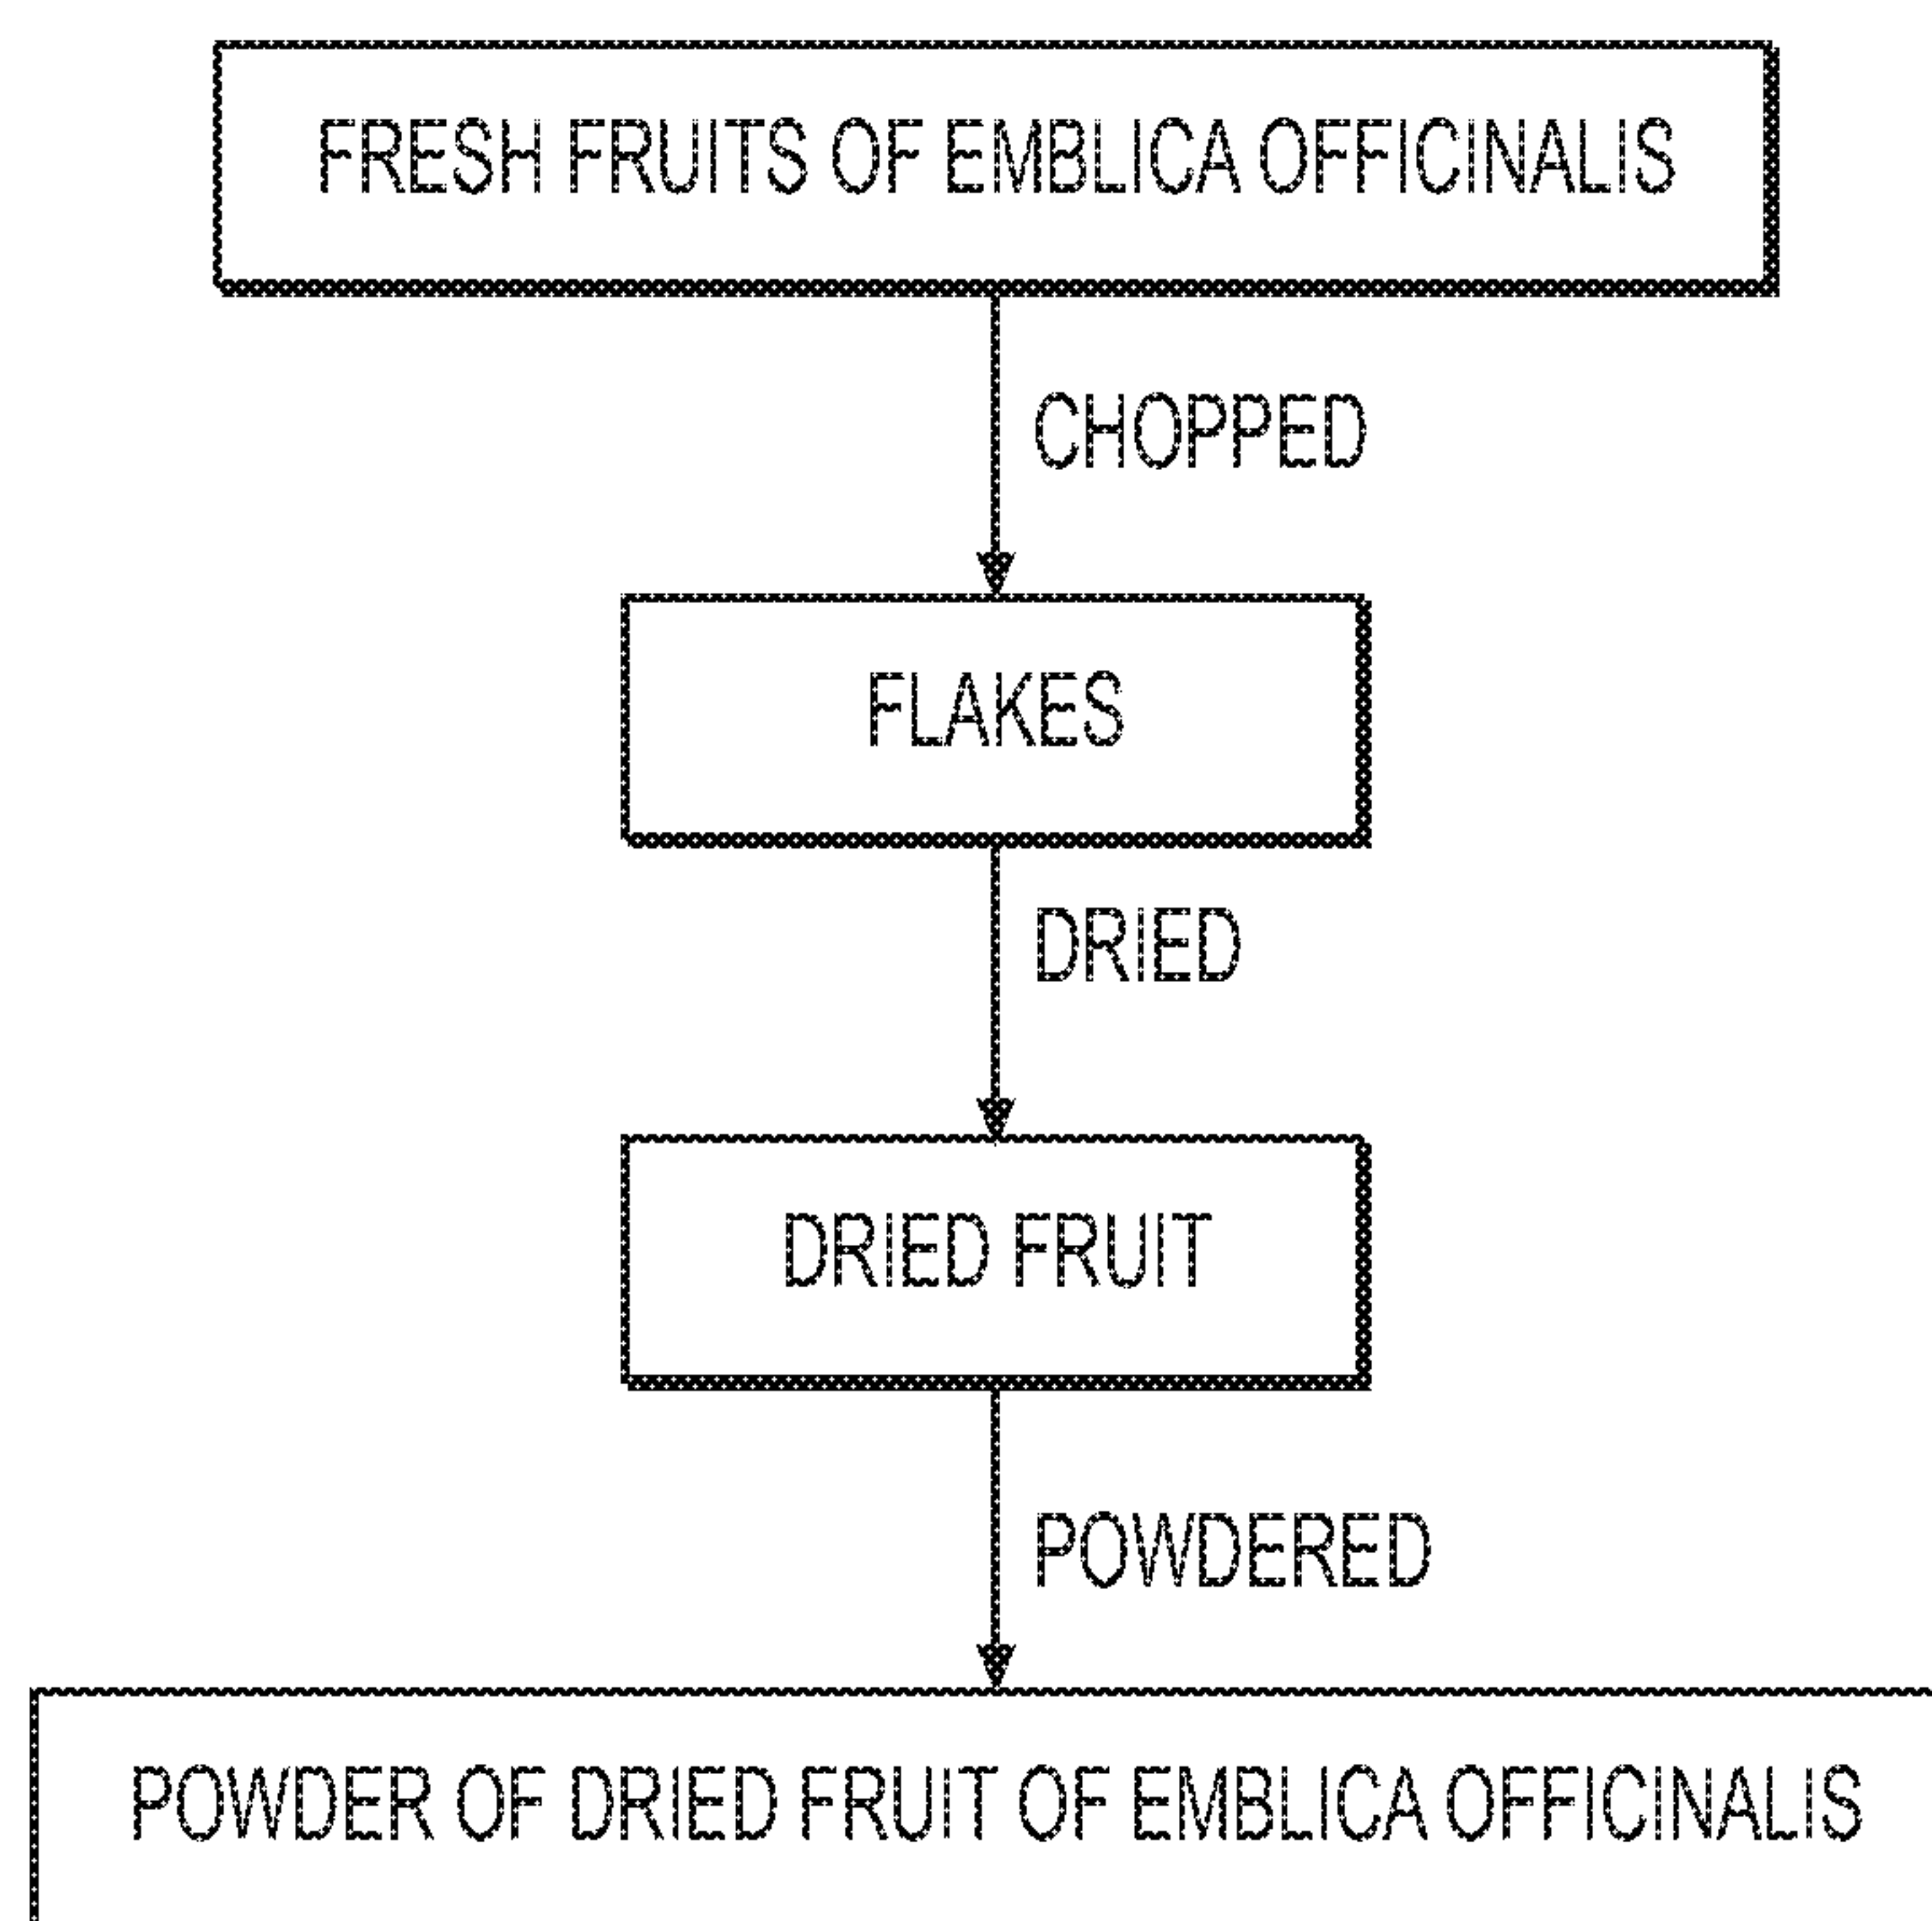 FRESH FRUITS OF EMBLICA OFFICINALIS
CHOPPED
FLAKES
DRIED
DRIED FRUIT
POWDERED
POWDER OF DRIED FRUIT OF EMBLICA OFFICINALIS